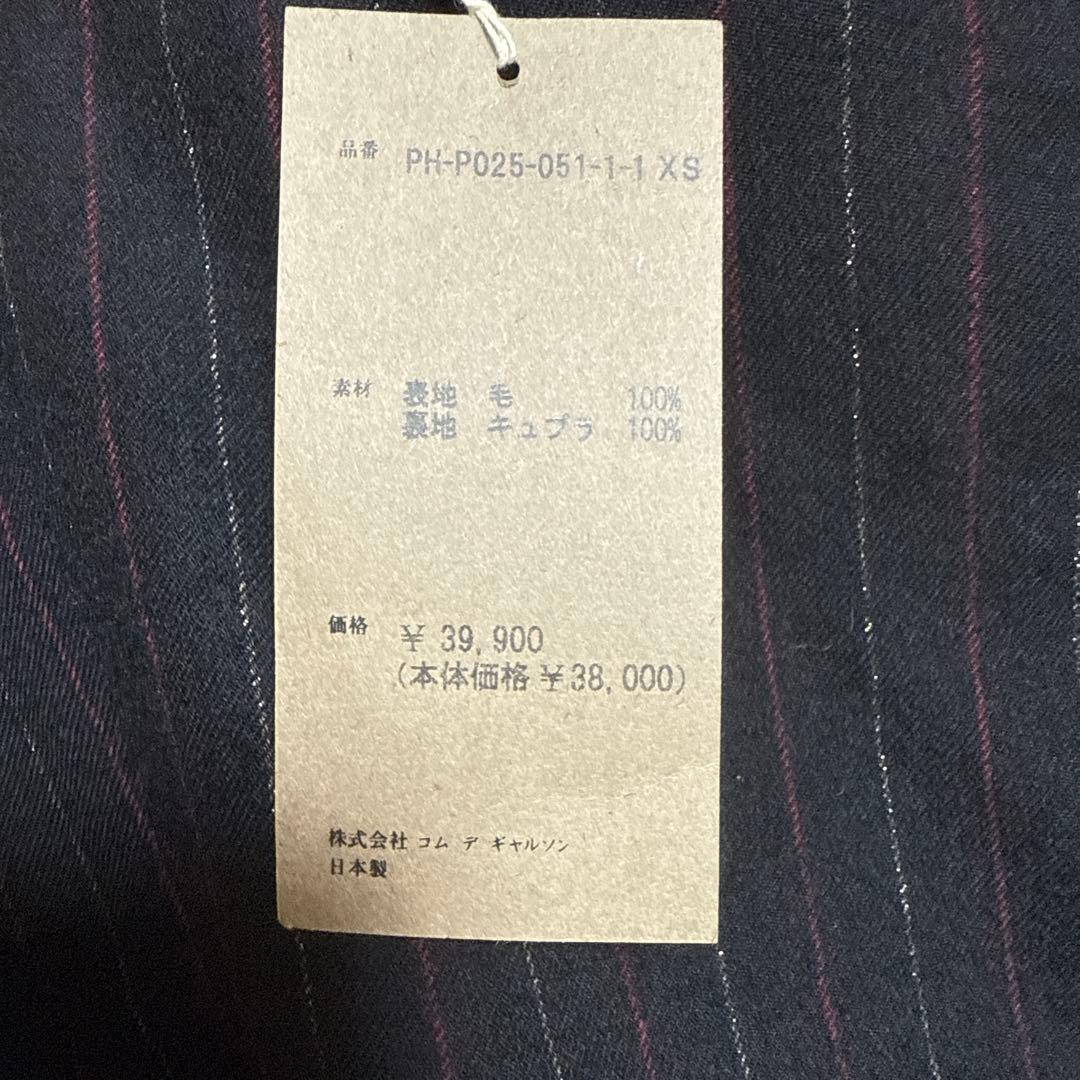 品番 PH-P025-051-1-1 XS
素材 表地 毛 100%
裏地 キュプラ 100%
価格 ¥ 39,900
(本体価格 ¥38,000)
株式会社 コム デ ギャルソン
日本製